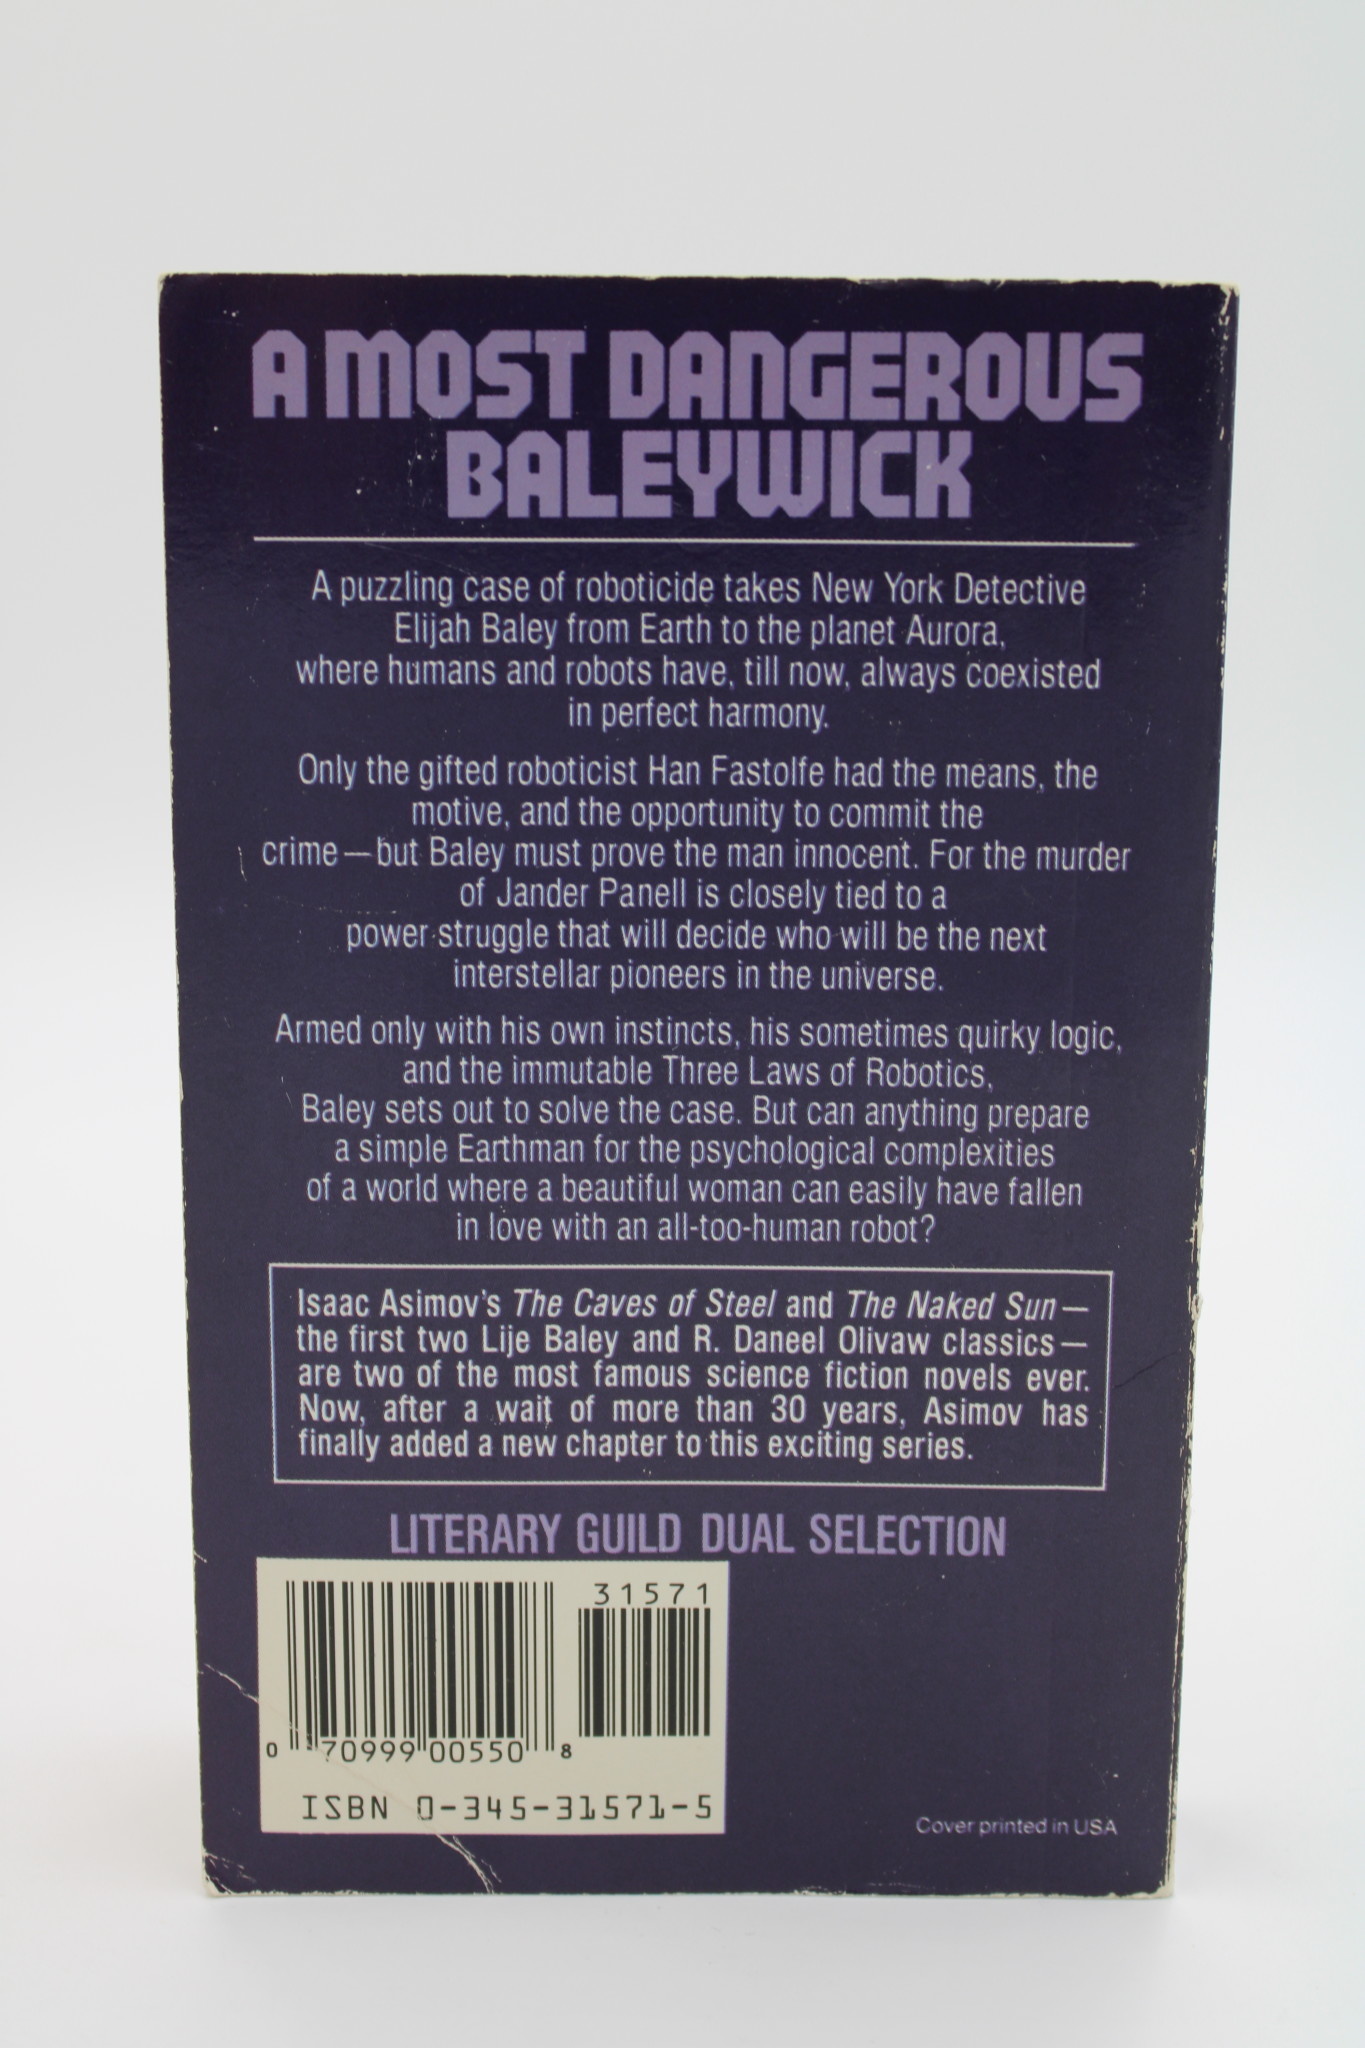 A MOST DANGEROUS
BALEYWICK
A puzzling case of roboticide takes New York Detective
Elijah Baley from Earth to the planet Aurora,
where humans and robots have, till now, always coexisted
in perfect harmony.
Only the gifted roboticist Han Fastolfe had the means, the
motive, and the opportunity to commit the
crime—but Baley must prove the man innocent. For the murder
of Jander Panell is closely tied to a
power struggle that will decide who will be the next
interstellar pioneers in the universe.
Armed only with his own instincts, his sometimes quirky logic,
and the immutable Three Laws of Robotics,
Baley sets out to solve the case. But can anything prepare
a simple Earthman for the psychological complexities
of a world where a beautiful woman can easily have fallen
in love with an all-too-human robot?
Isaac Asimov's The Caves of Steel and The Naked Sun—
the first two Lije Baley and R. Daneel Olivaw classics—
are two of the most famous science fiction novels ever.
Now, after a wait of more than 30 years, Asimov has
finally added a new chapter to this exciting series.
LITERARY GUILD DUAL SELECTION
31571
0 70999 00550 8
ISBN 0-345-31571-5
Cover printed in USA